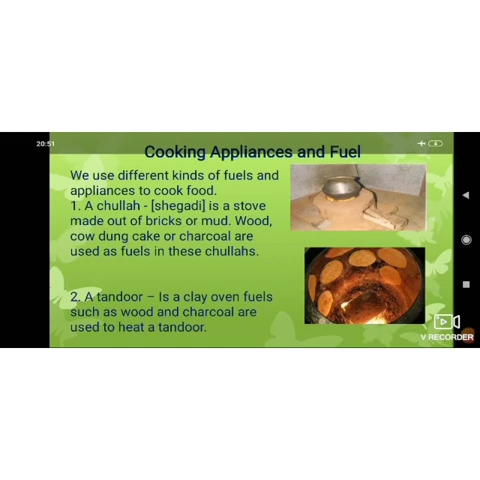 20:51
Cooking Appliances and Fuel
We use different kinds of fuels and
appliances to cook food.
1. A chullah - [shegadi] is a stove
made out of bricks or mud. Wood,
cow dung cake or charcoal are
used as fuels in these chullahs.
2. A tandoor – Is a clay oven fuels
such as wood and charcoal are
used to heat a tandoor.
V RECORDER